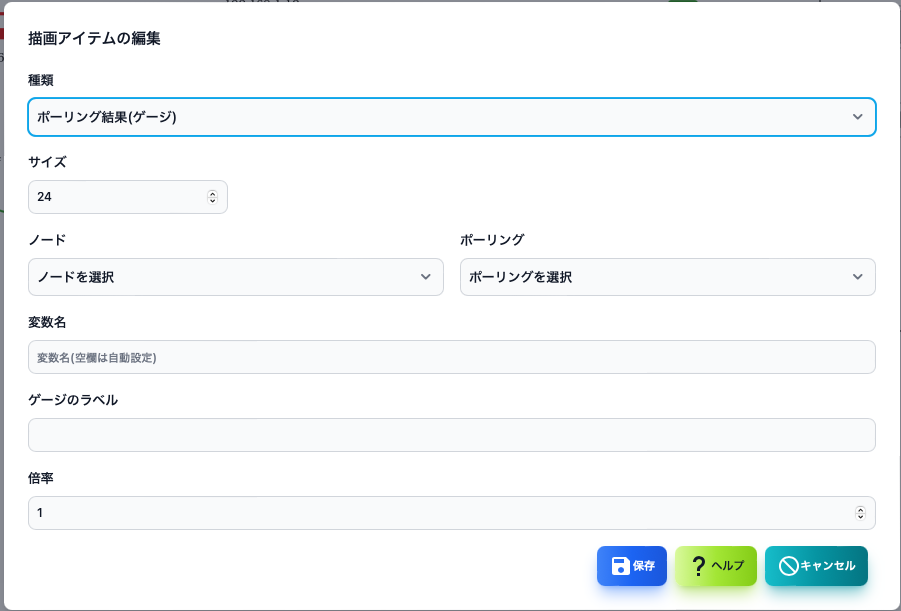 描画アイテムの編集
種類
ポーリング結果(ゲージ)
サイズ
24
ノード
ポーリング
ノードを選択
ポーリングを選択
変数名
変数名(空欄は自動設定)
ゲージのラベル
倍率
1
保存
? ヘルプ
キャンセル